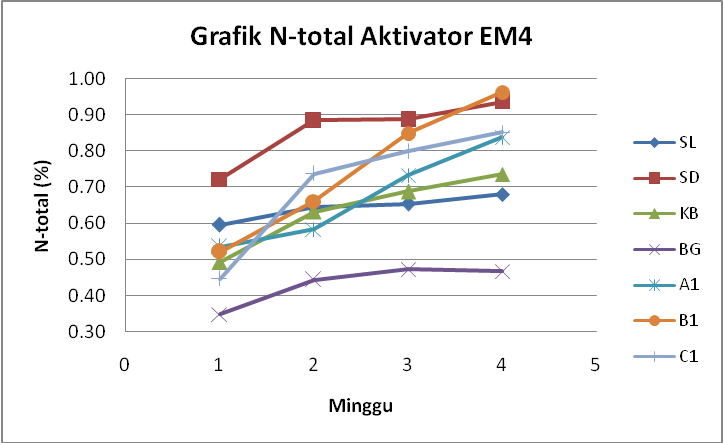 Grafik N-total Aktivator EM4
1.00
0.90
0.80
0.70
0.60
0.50
0.40
0.30
N-total (%)
0 1 2 3 4 5
Minggu
SL
SD
KB
BG
A1
B1
C1